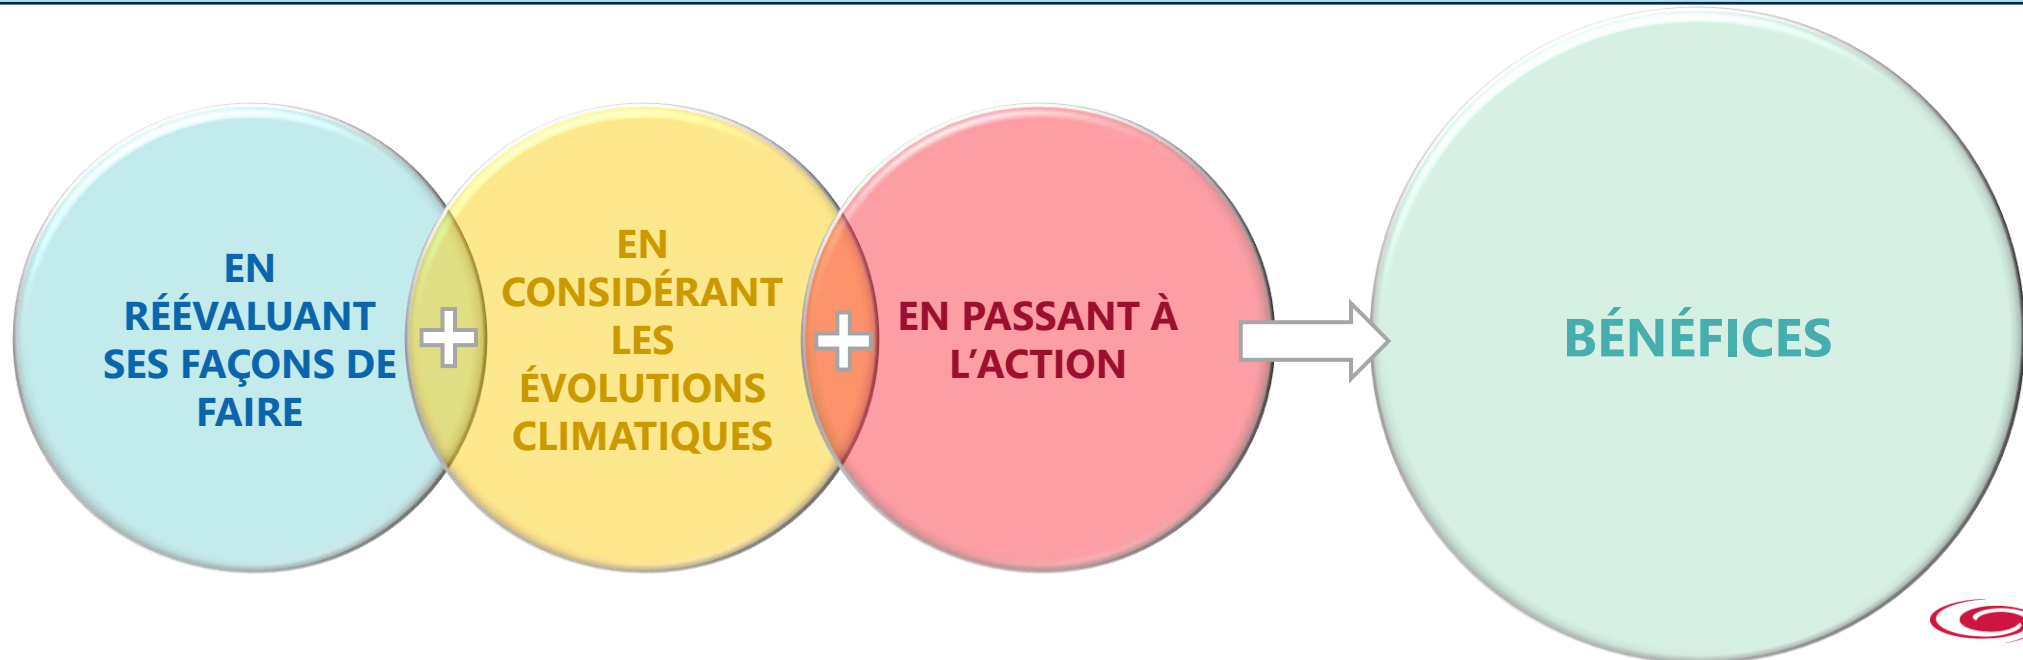 EN
RÉÉVALUANT
SES FAÇONS DE
FAIRE
EN
CONSIDÉRANT
LES
ÉVOLUTIONS
CLIMATIQUES
EN PASSANT À
L’ACTION
BÉNÉFICES